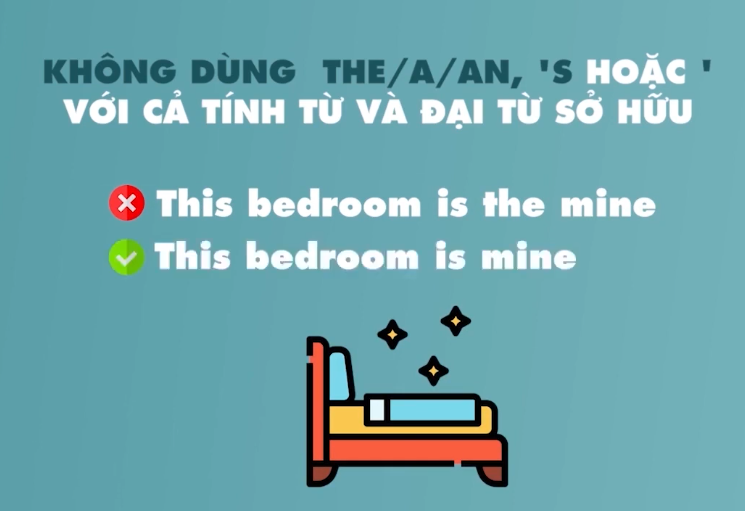 KHÔNG DÙNG THE/A/AN, 'S HOẶC '
VỚI CẢ TÍNH TỪ VÀ ĐẠI TỪ SỞ HỮU
This bedroom is the mine
This bedroom is mine